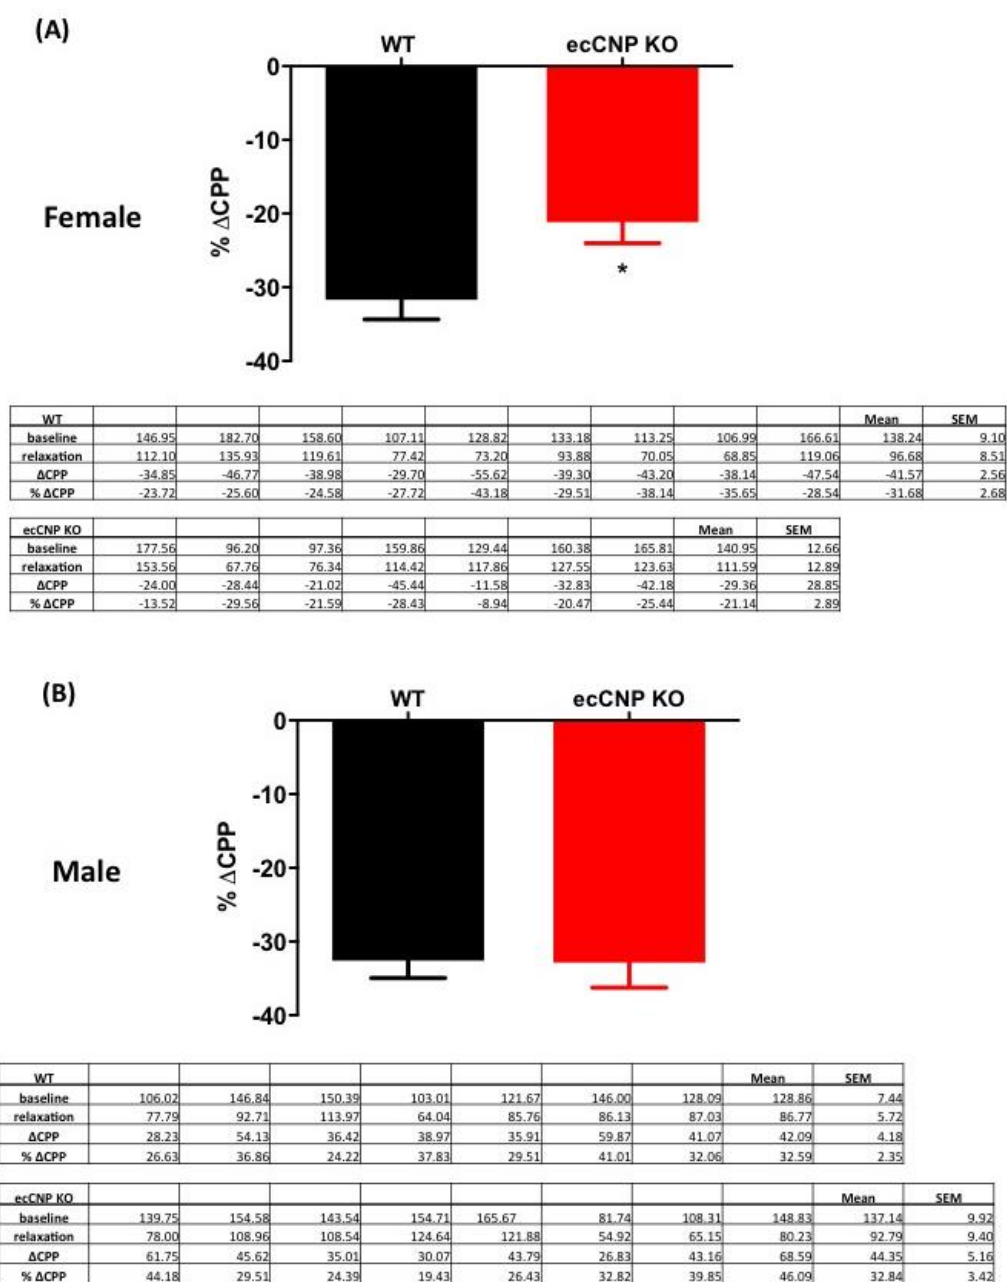 (A)
WT ecCNP KO
0
-10
-20
-30
-40
% ΔCPP
Female
*
WT Mean SEM
baseline 146.95 182.70 158.60 107.11 128.82 133.18 113.25 106.99 166.61 138.24 9.10
relaxation 112.10 135.93 119.61 77.42 73.20 93.88 70.05 68.85 119.06 96.68 8.51
ΔCPP -34.85 -46.77 -38.98 -29.70 -55.62 -39.30 -43.20 -38.14 -47.54 -41.57 2.56
% ΔCPP -23.72 -25.60 -24.58 -27.72 -43.18 -29.51 -38.14 -35.65 -28.54 -31.68 2.68
ecCNP KO Mean SEM
baseline 177.56 96.20 97.36 159.86 129.44 160.38 165.81 140.95 12.66
relaxation 153.56 67.76 76.34 114.42 117.86 127.55 123.63 111.59 12.89
ΔCPP -24.00 -28.44 -21.02 -45.44 -11.58 -32.83 -42.18 -29.36 28.85
% ΔCPP -13.52 -29.56 -21.59 -28.43 -8.94 -20.47 -25.44 -21.14 2.89
(B)
WT ecCNP KO
0
-10
-20
-30
-40
% ΔCPP
Male
WT Mean SEM
baseline 106.02 146.84 150.39 103.01 121.67 146.00 128.09 128.86 7.44
relaxation 77.79 92.71 113.97 64.04 85.76 86.13 87.03 86.77 5.72
ΔCPP 28.23 54.13 36.42 38.97 35.91 59.87 41.07 42.09 4.18
% ΔCPP 26.63 36.86 24.22 37.83 29.51 41.01 32.06 32.59 2.35
ecCNP KO Mean SEM
baseline 139.75 154.58 143.54 154.71 165.67 81.74 108.31 148.83 137.14 9.92
relaxation 78.00 108.96 108.54 124.64 121.88 54.92 65.15 80.23 92.79 9.40
ΔCPP 61.75 45.62 35.01 30.07 43.79 26.83 43.16 68.59 44.35 5.16
% ΔCPP 44.18 29.51 24.39 19.43 26.43 32.82 39.85 46.09 32.84 3.42